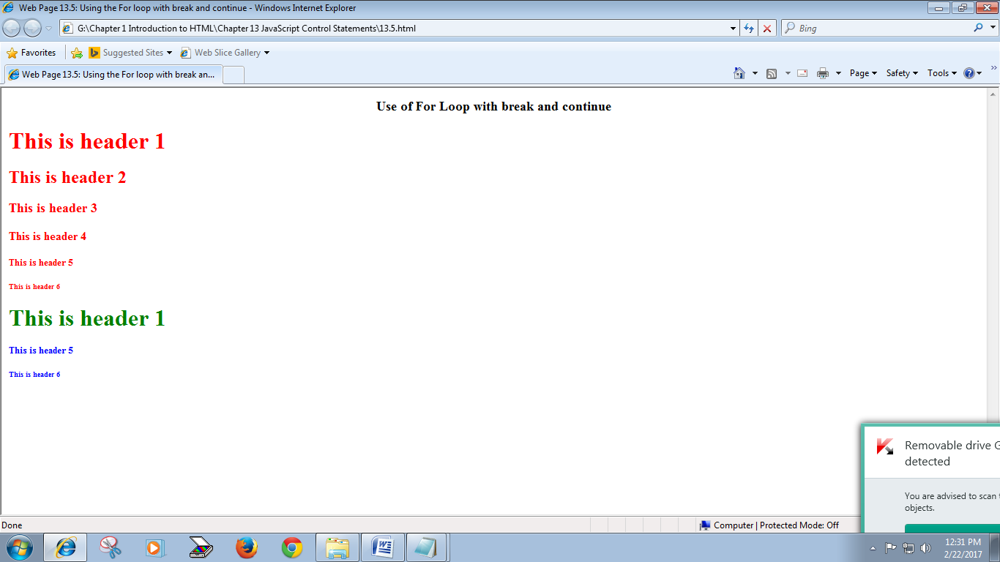 Web Page 13.5: Using the For loop with break and continue - Windows Internet Explorer
G:\Chapter 1 Introduction to HTML\Chapter 13 JavaScript Control Statements\13.5.html
Bing
Favorites
Suggested Sites
Web Slice Gallery
Web Page 13.5: Using the For loop with break an...
Page
Safety
Tools
Use of For Loop with break and continue
This is header 1
This is header 2
This is header 3
This is header 4
This is header 5
This is header 6
This is header 1
This is header 5
This is header 6
Removable drive G
detected
You are advised to scan
objects.
Done
Computer | Protected Mode: Off
12:31 PM
2/22/2017